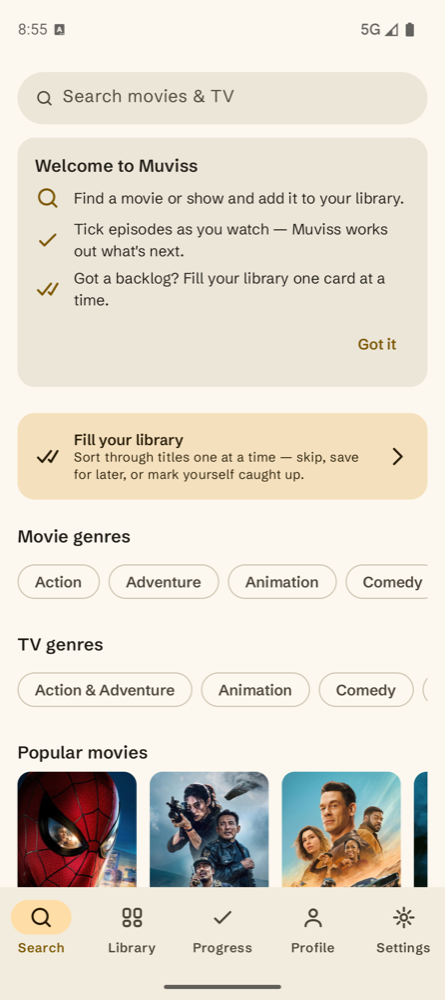 8:55
5G
Search movies & TV
Welcome to Muviss
Find a movie or show and add it to your library.
Tick episodes as you watch — Muviss works
out what's next.
Got a backlog? Fill your library one card at a
time.
Got it
Fill your library
Sort through titles one at a time — skip, save
for later, or mark yourself caught up.
Movie genres
Action
Adventure
Animation
Comedy
TV genres
Action & Adventure
Animation
Comedy
Popular movies
Search
Library
Progress
Profile
Settings